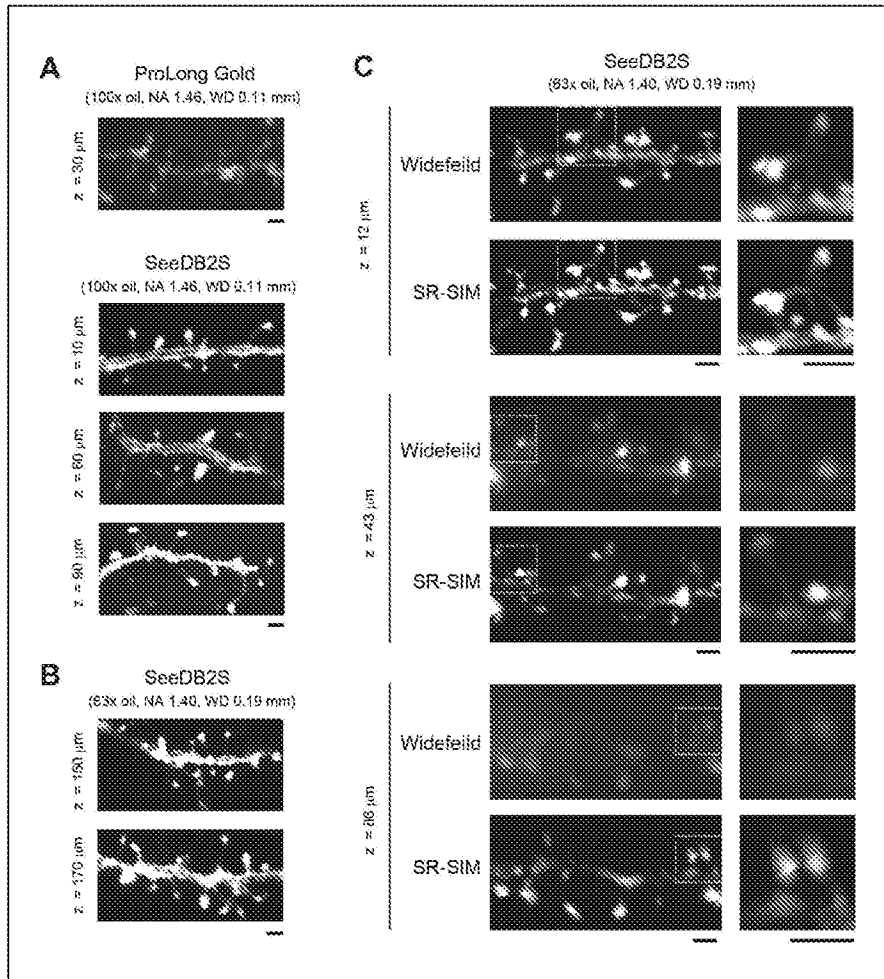 A
ProLong Gold
(100x oil, NA 1.46, WD 0.11 mm)
z = 30 μm
SeeDB2S
(100x oil, NA 1.46, WD 0.11 mm)
z = 10 μm
z = 60 μm
z = 90 μm
B
SeeDB2S
(63x oil, NA 1.40, WD 0.19 mm)
z = 150 μm
z = 170 μm
C
SeeDB2S
(63x oil, NA 1.40, WD 0.19 mm)
z = 12 μm
Widefeild
SR-SIM
z = 43 μm
Widefeild
SR-SIM
z = 86 μm
Widefeild
SR-SIM